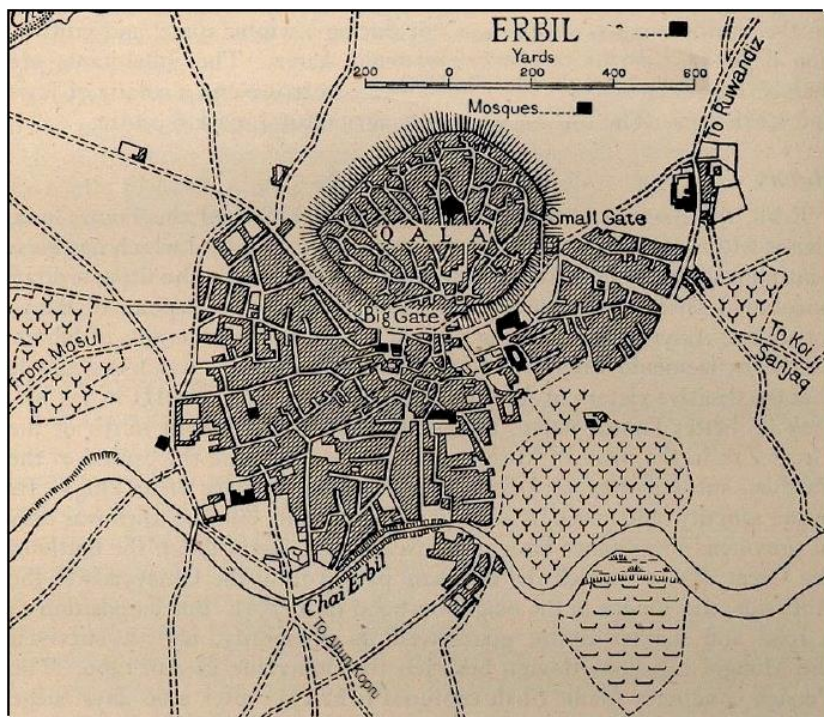 ERBIL
Yards
200 0 200 400 600
Mosques
To Ruwandiz
Small Gate
QALA
Big Gate
To Koi
Sanjaq
From Mosul
Chai Erbil
To Altun Kopru